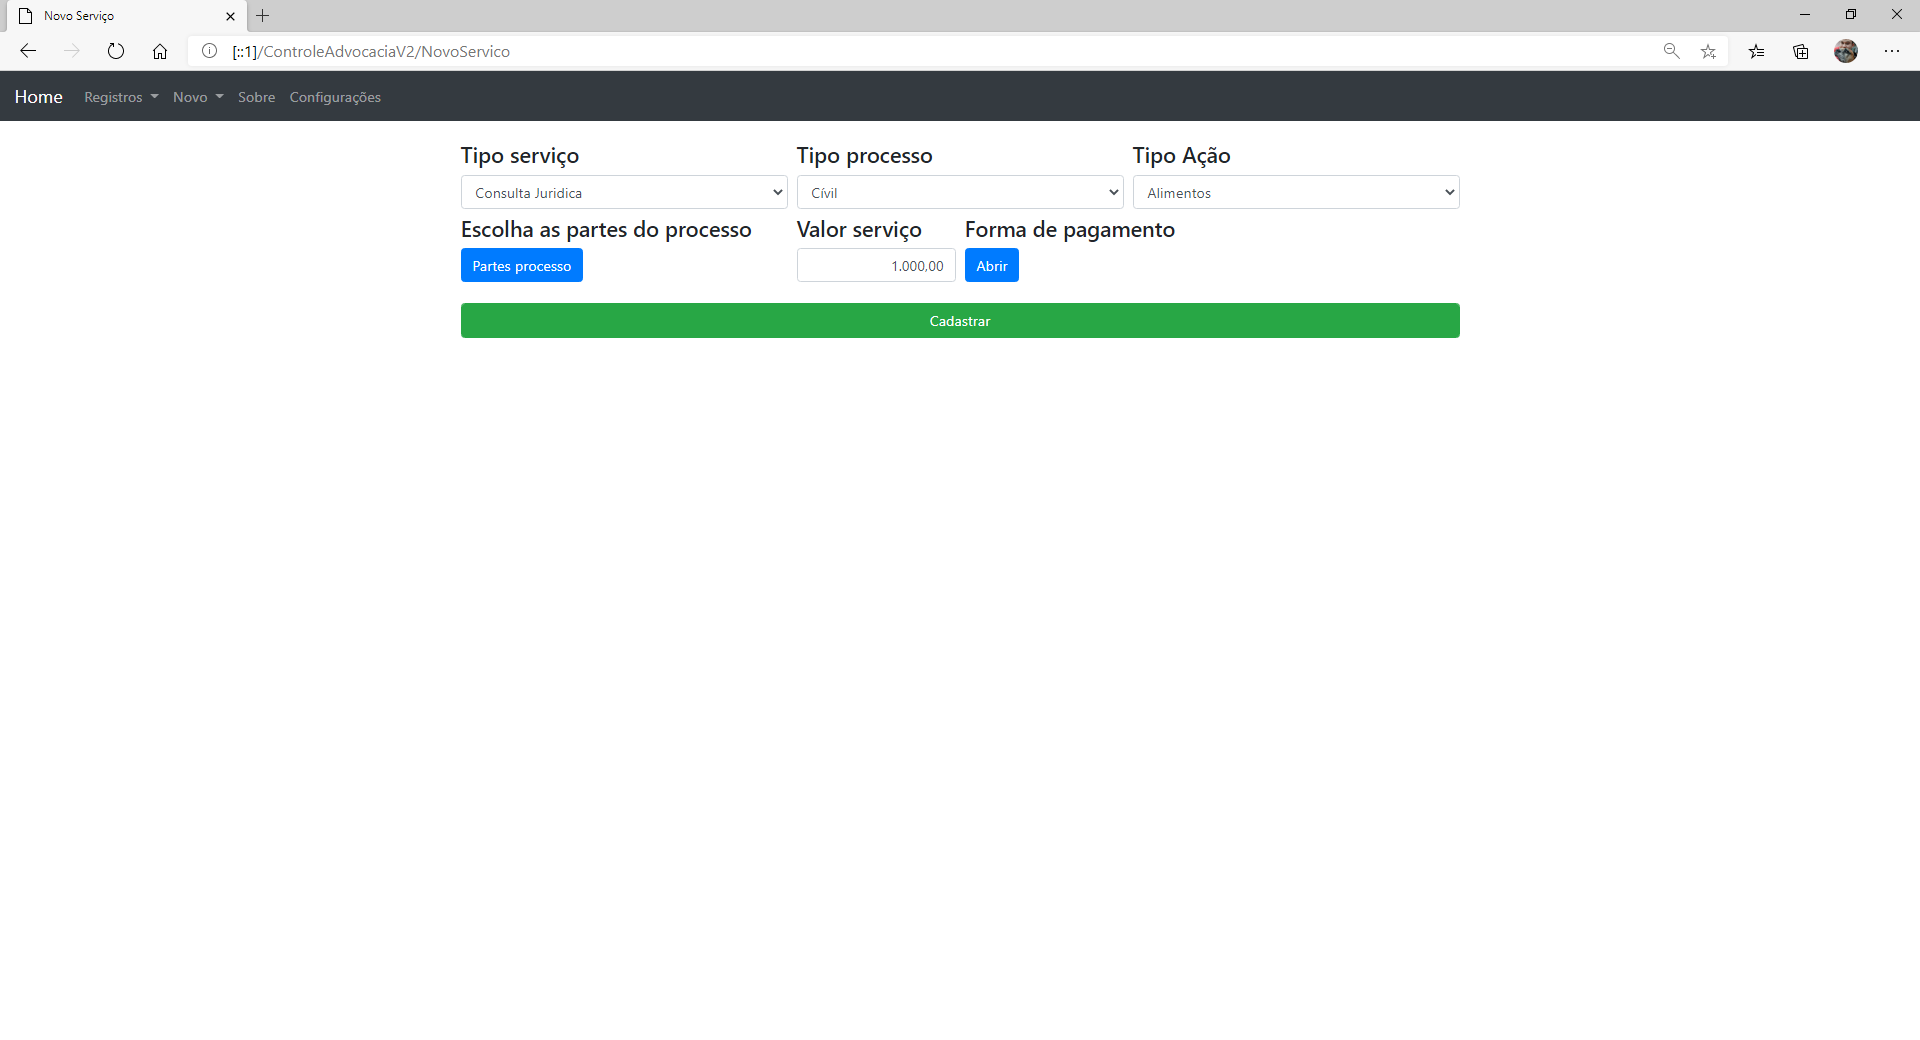 Novo Serviço
[::1]/ControleAdvocaciaV2/NovoServico
Home Registros Novo Sobre Configurações
Tipo serviço Tipo processo Tipo Ação
Consulta Juridica Cívil Alimentos
Escolha as partes do processo Valor serviço Forma de pagamento
Partes processo 1.000,00 Abrir
Cadastrar